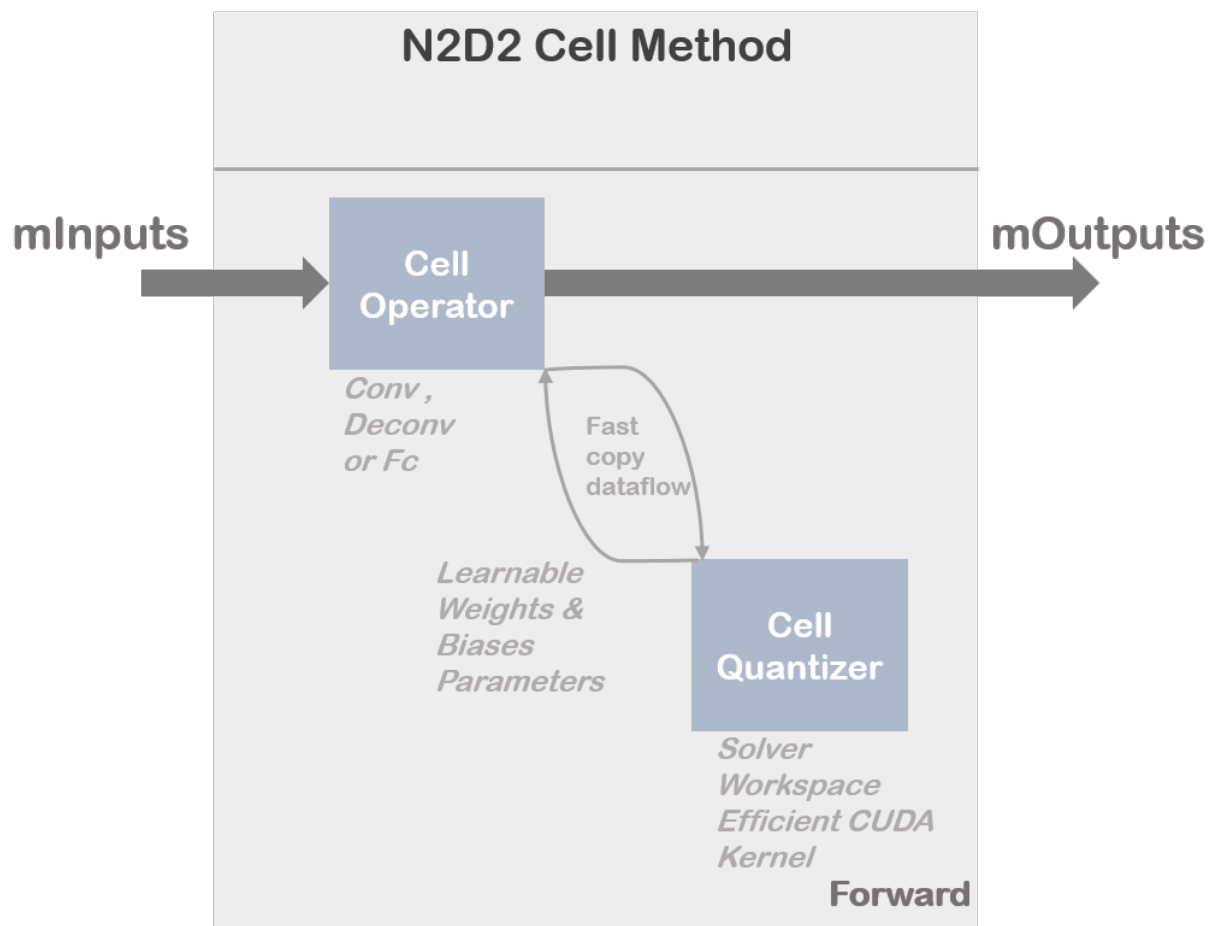 N2D2 Cell Method
mInputs
mOutputs
Cell
Operator
Conv ,
Deconv
or Fc
Fast
copy
dataflow
Learnable
Weights &
Biases
Parameters
Cell
Quantizer
Solver
Workspace
Efficient CUDA
Kernel
Forward